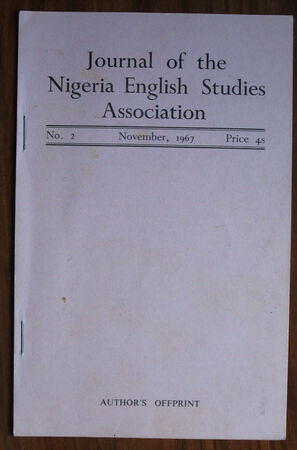 Journal of the
Nigeria English Studies
Association
No. 2 November, 1967 Price 4s
AUTHOR'S OFFPRINT